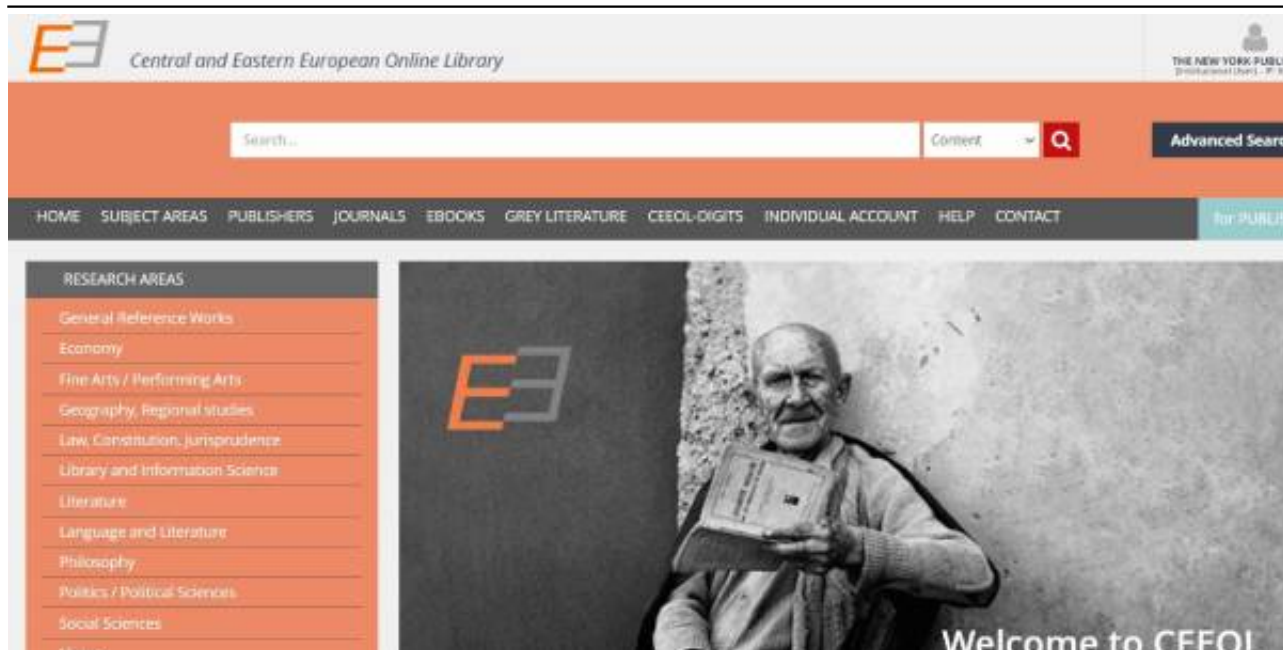 Central and Eastern European Online Library
THE NEW YORK PUBLI
Search...
Content
Advanced Searc
HOME SUBJECT AREAS PUBLISHERS JOURNALS EBOOKS GREY LITERATURE CEEOL-DIGITS INDIVIDUAL ACCOUNT HELP CONTACT
for PUBLIS
RESEARCH AREAS
General Reference Works
Economy
Fine Arts / Performing Arts
Geography, Regional studies
Law, Constitution, Jurisprudence
Library and Information Science
Literature
Language and Literature
Philosophy
Politics / Political Sciences
Social Sciences
Welcome to CEEOL